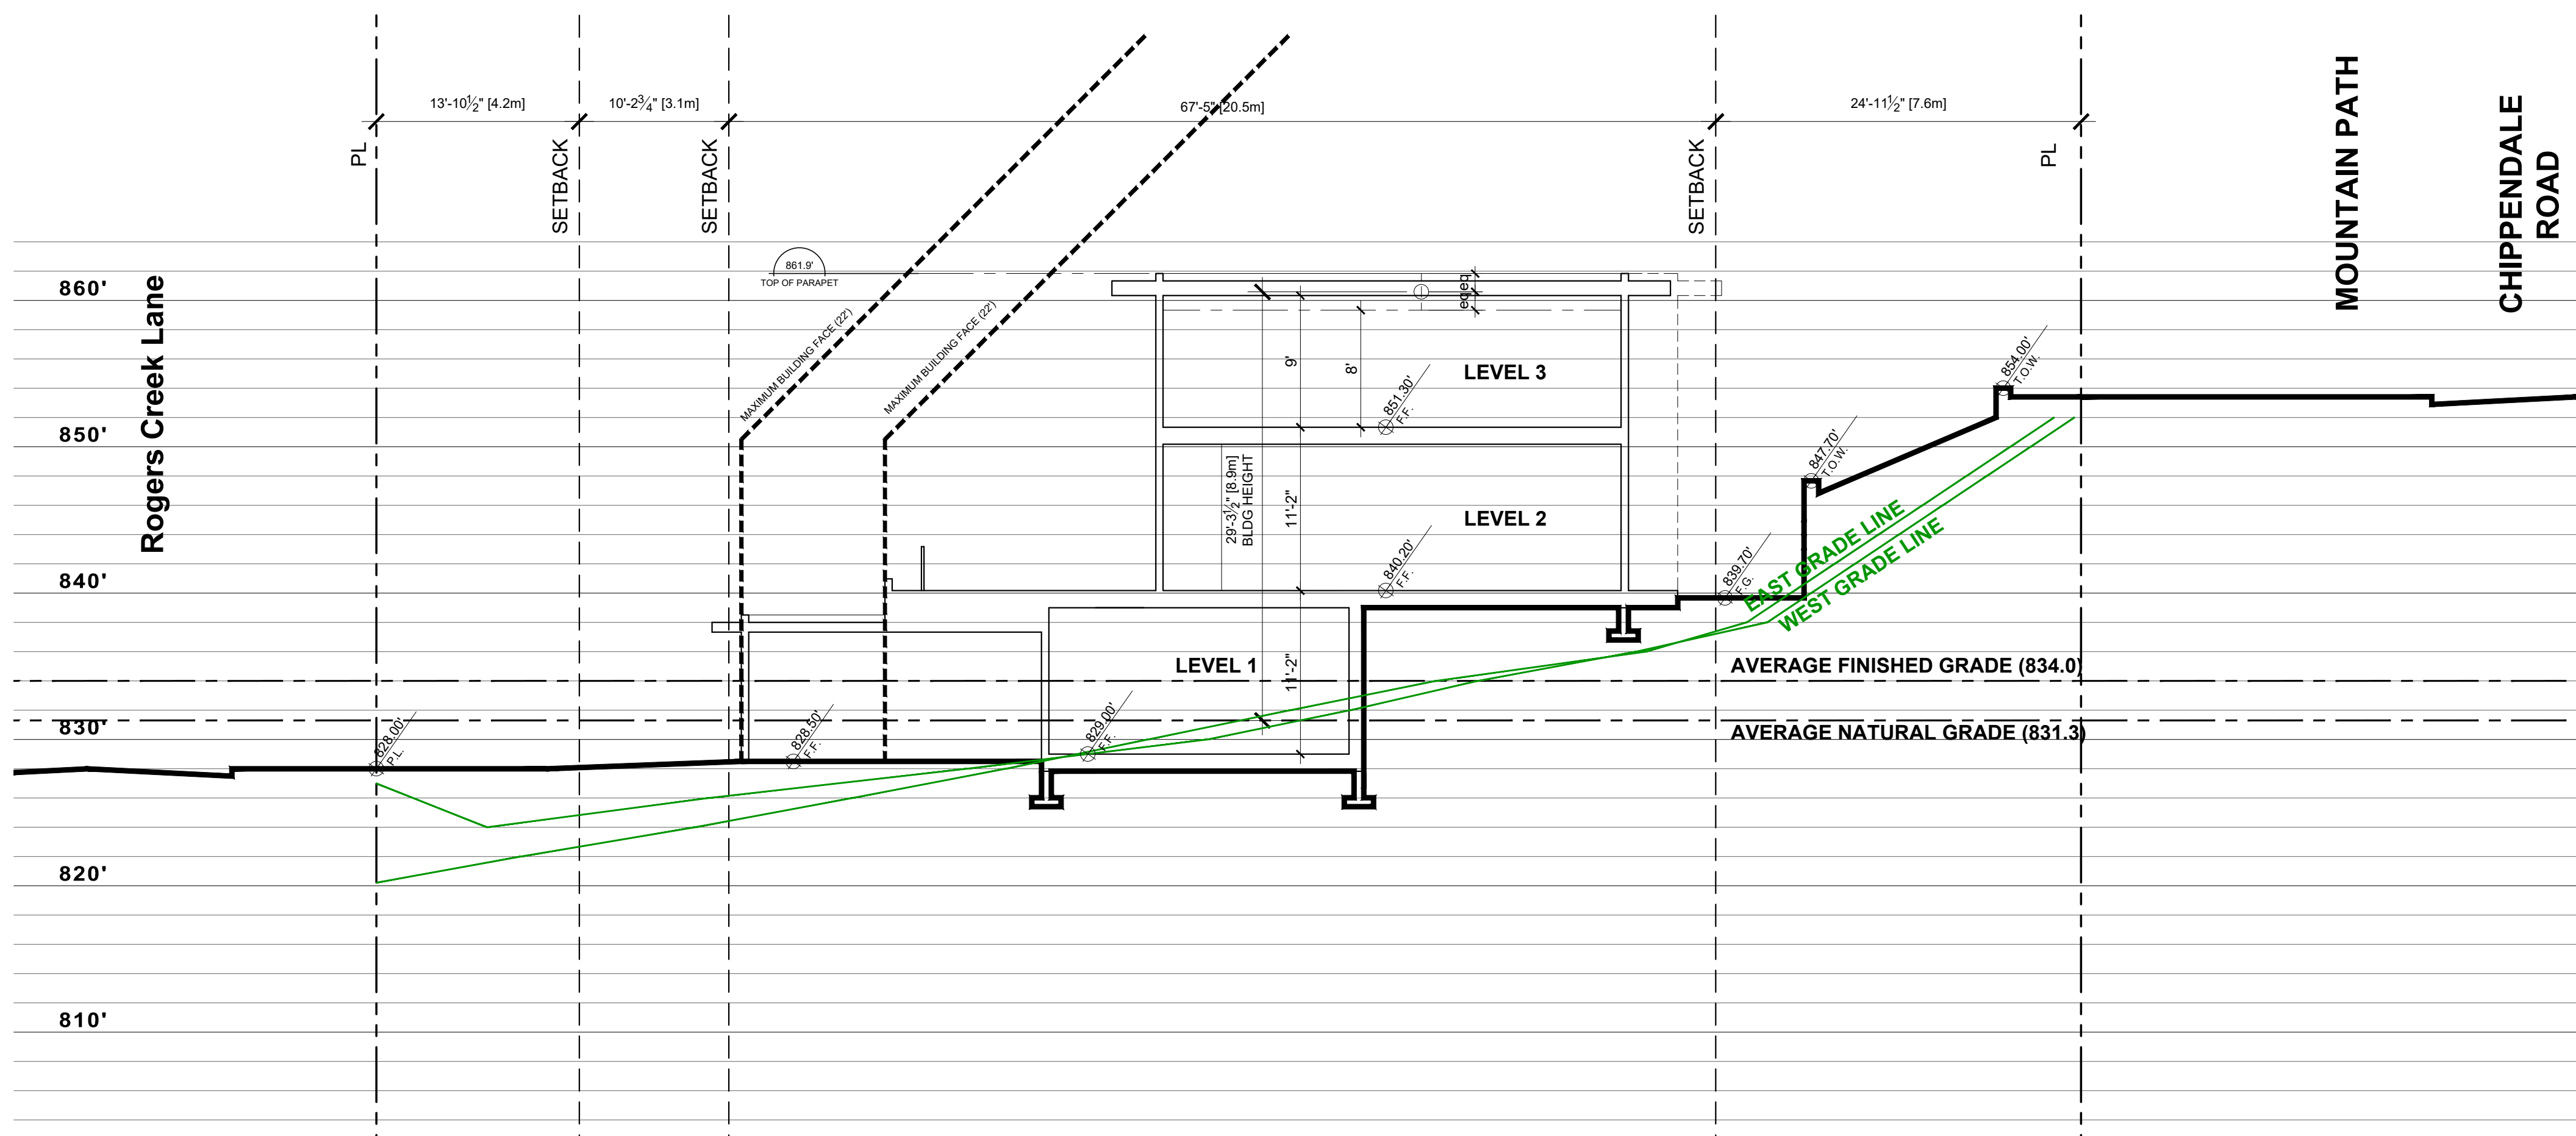 13'-10½" [4.2m]
10'-2¾" [3.1m]
67'-5" [20.5m]
24'-11½" [7.6m]
PL
SETBACK
SETBACK
SETBACK
PL
MOUNTAIN PATH
CHIPPENDALE
ROAD
Rogers Creek Lane
860'
850'
840'
830'
820'
810'
861.9'
TOP OF PARAPET
MAXIMUM BUILDING FACE (22')
MAXIMUM BUILDING FACE (22')
eq
eq
9'
8'
LEVEL 3
851.30'
F.F.
854.00'
T.O.W.
847.70'
T.O.W.
29'-3½" [8.9m]
BLDG HEIGHT
11'-2"
LEVEL 2
840.20'
F.F.
839.70'
F.G.
EAST GRADE LINE
WEST GRADE LINE
LEVEL 1
11'-2"
AVERAGE FINISHED GRADE (834.0)
AVERAGE NATURAL GRADE (831.3)
828.00'
P.L.
828.50'
F.F.
829.00'
F.F.